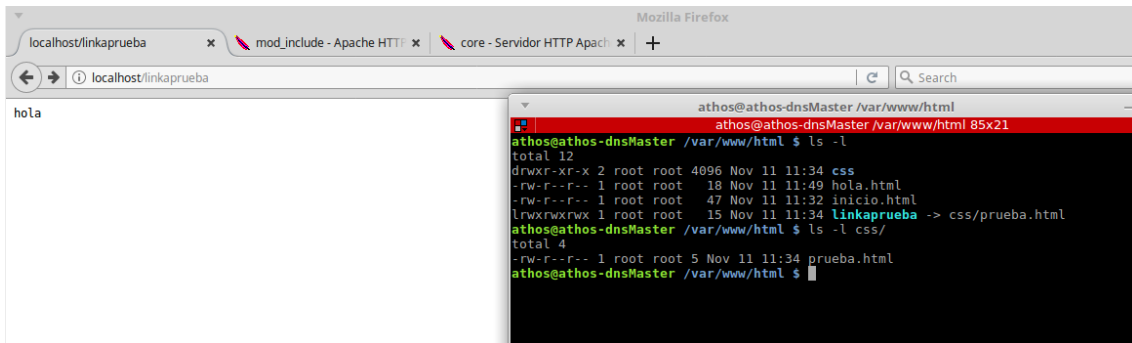 Mozilla Firefox
localhost/linkaprueba
mod_include - Apache HTTP
core - Servidor HTTP Apach
localhost/linkaprueba
Search
hola
athos@athos-dnsMaster /var/www/html
athos@athos-dnsMaster /var/www/html 85x21
athos@athos-dnsMaster /var/www/html $ ls -l
total 12
drwxr-xr-x 2 root root 4096 Nov 11 11:34 css
-rw-r--r-- 1 root root 18 Nov 11 11:49 hola.html
-rw-r--r-- 1 root root 47 Nov 11 11:32 inicio.html
lrwxrwxrwx 1 root root 15 Nov 11 11:34 linkaprueba -> css/prueba.html
athos@athos-dnsMaster /var/www/html $ ls -l css/
total 4
-rw-r--r-- 1 root root 5 Nov 11 11:34 prueba.html
athos@athos-dnsMaster /var/www/html $